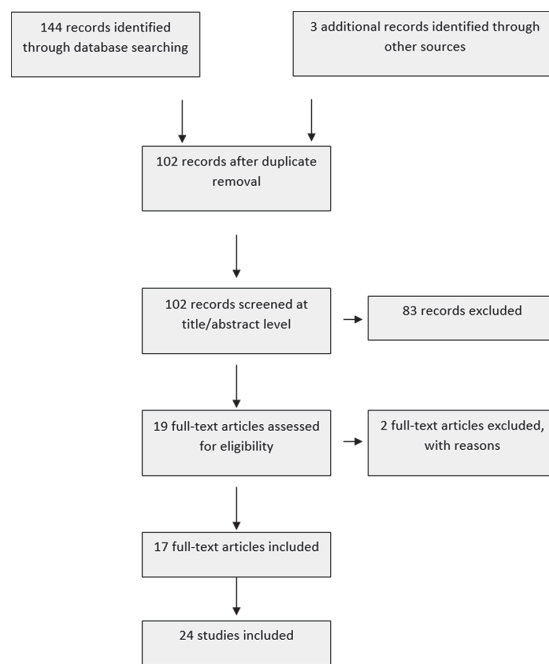 144 records identified
through database searching
3 additional records identified through
other sources
102 records after duplicate
removal
102 records screened at
title/abstract level
83 records excluded
19 full-text articles assessed
for eligibility
2 full-text articles excluded,
with reasons
17 full-text articles included
24 studies included